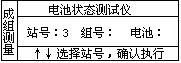 成组测量
电池状态测试仪
站号：3 组号： 电池：
↑↓选择站号，确认执行